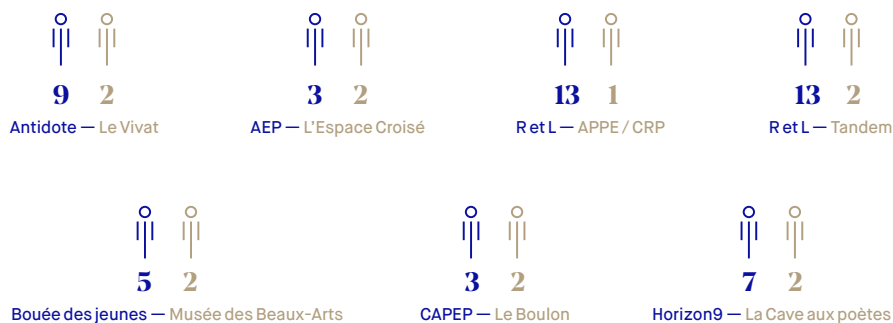 9 2 3 2 13 1 13 2
Antidote — Le Vivat AEP — L'Espace Croisé R et L — APPE / CRP R et L — Tandem
5 2 3 2 7 2
Bouée des jeunes — Musée des Beaux-Arts CAPEP — Le Boulon Horizon9 — La Cave aux poètes